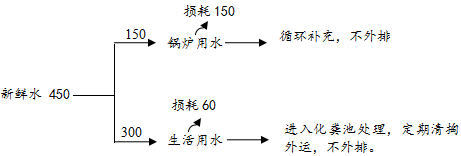 损耗 150
150
锅炉用水
循环补充，不外排
新鲜水 450
损耗 60
300
生活用水
进入化粪池处理，定期清掏
外运，不外排。